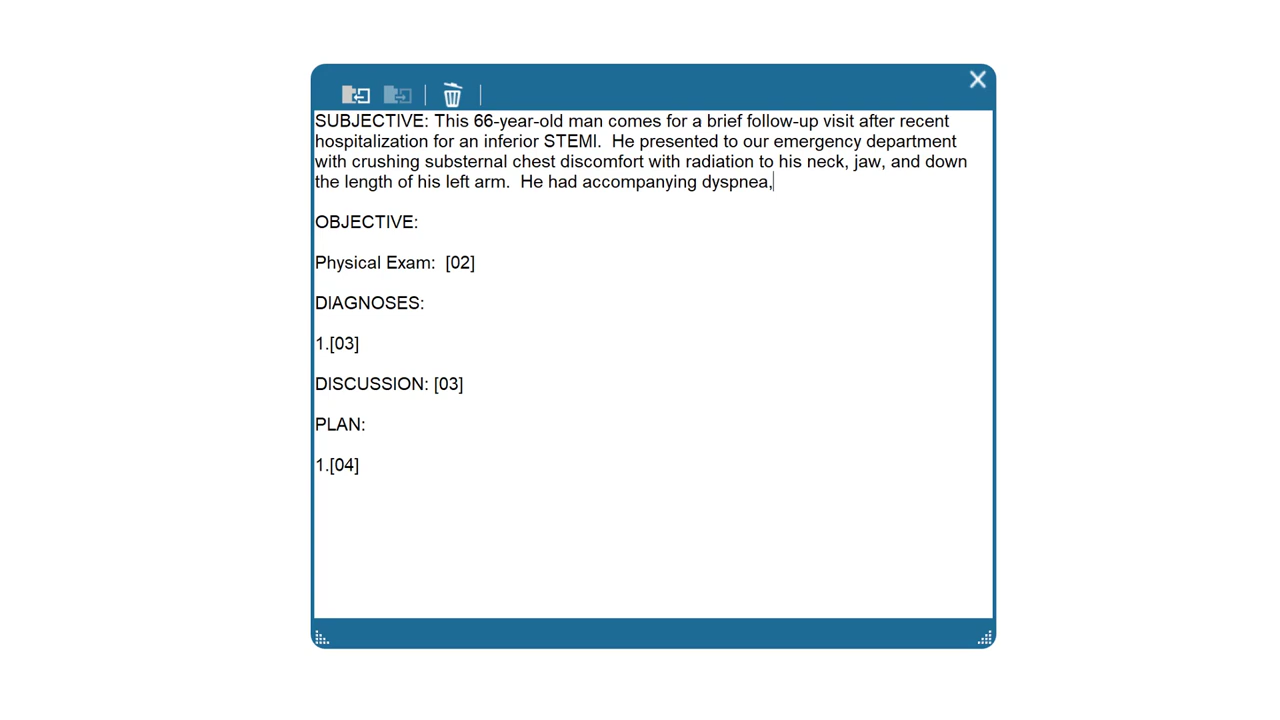 SUBJECTIVE: This 66-year-old man comes for a brief follow-up visit after recent
hospitalization for an inferior STEMI.  He presented to our emergency department
with crushing substernal chest discomfort with radiation to his neck, jaw, and down
the length of his left arm.  He had accompanying dyspnea,
OBJECTIVE:
Physical Exam:  [02]
DIAGNOSES:
1.[03]
DISCUSSION: [03]
PLAN:
1.[04]